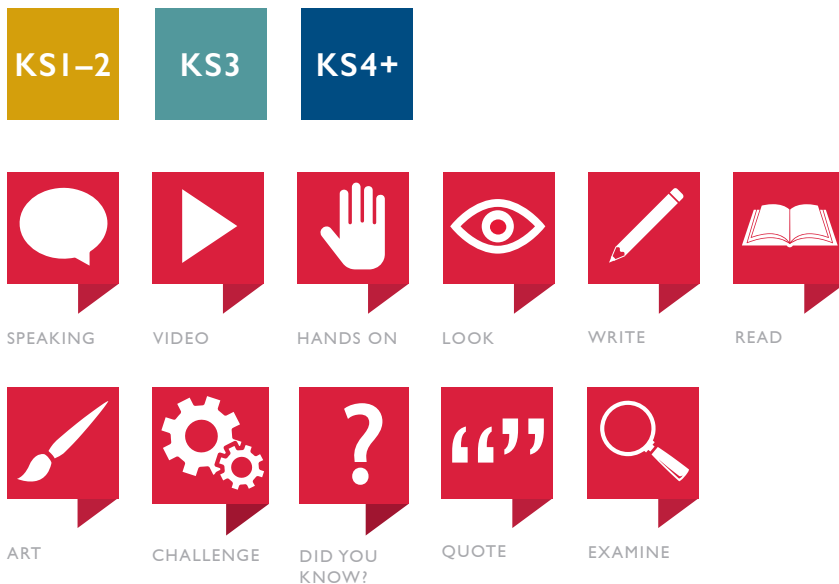 KS1–2
KS3
KS4+
SPEAKING
VIDEO
HANDS ON
LOOK
WRITE
READ
ART
CHALLENGE
DID YOU
KNOW?
QUOTE
EXAMINE